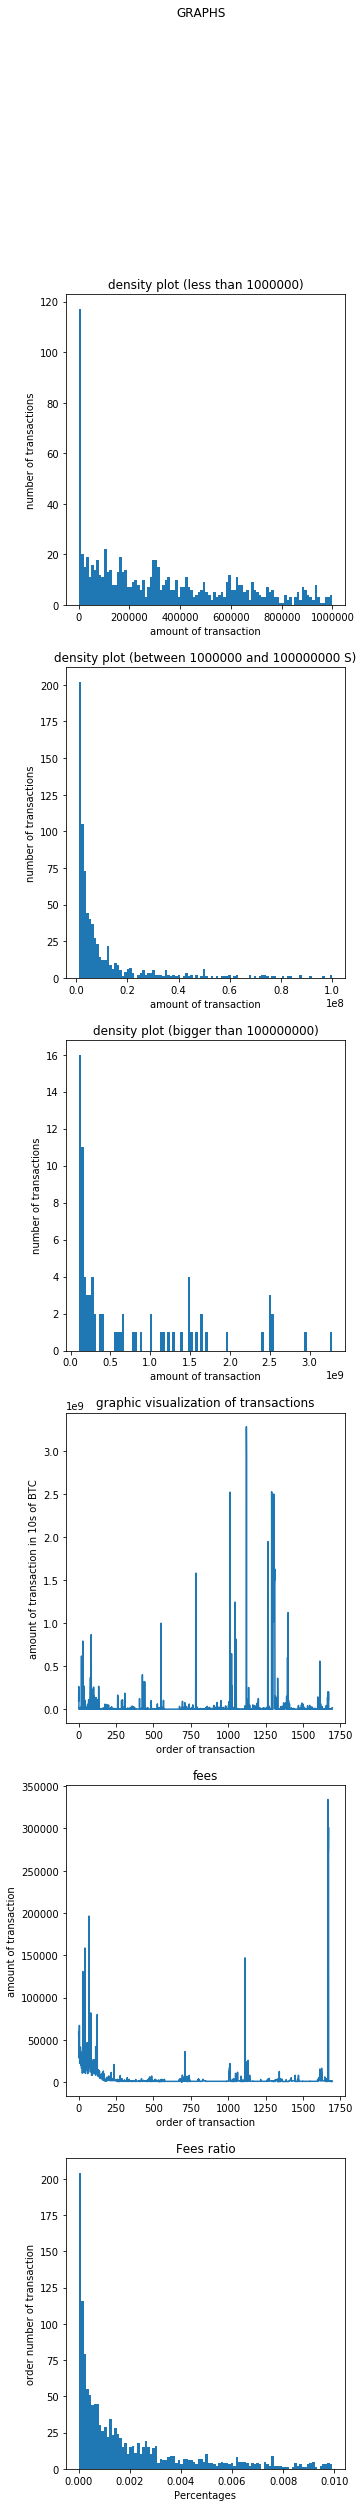 GRAPHS
density plot (less than 1000000)
120
100
80
60
40
20
0
number of transactions
0 200000 400000 600000 800000 1000000
amount of transaction
density plot (between 1000000 and 100000000 S)
200
175
150
125
100
75
50
25
0
number of transactions
0.0 0.2 0.4 0.6 0.8 1.0
1e8
amount of transaction
density plot (bigger than 100000000)
16
14
12
10
8
6
4
2
0
number of transactions
0.0 0.5 1.0 1.5 2.0 2.5 3.0
1e9
amount of transaction
graphic visualization of transactions
1e9
3.0
2.5
2.0
1.5
1.0
0.5
0.0
amount of transaction in 10s of BTC
0 250 500 750 1000 1250 1500 1750
order of transaction
fees
350000
300000
250000
200000
150000
100000
50000
0
amount of transaction
0 250 500 750 1000 1250 1500 1750
order of transaction
Fees ratio
200
175
150
125
100
75
50
25
0
order number of transaction
0.000 0.002 0.004 0.006 0.008 0.010
Percentages